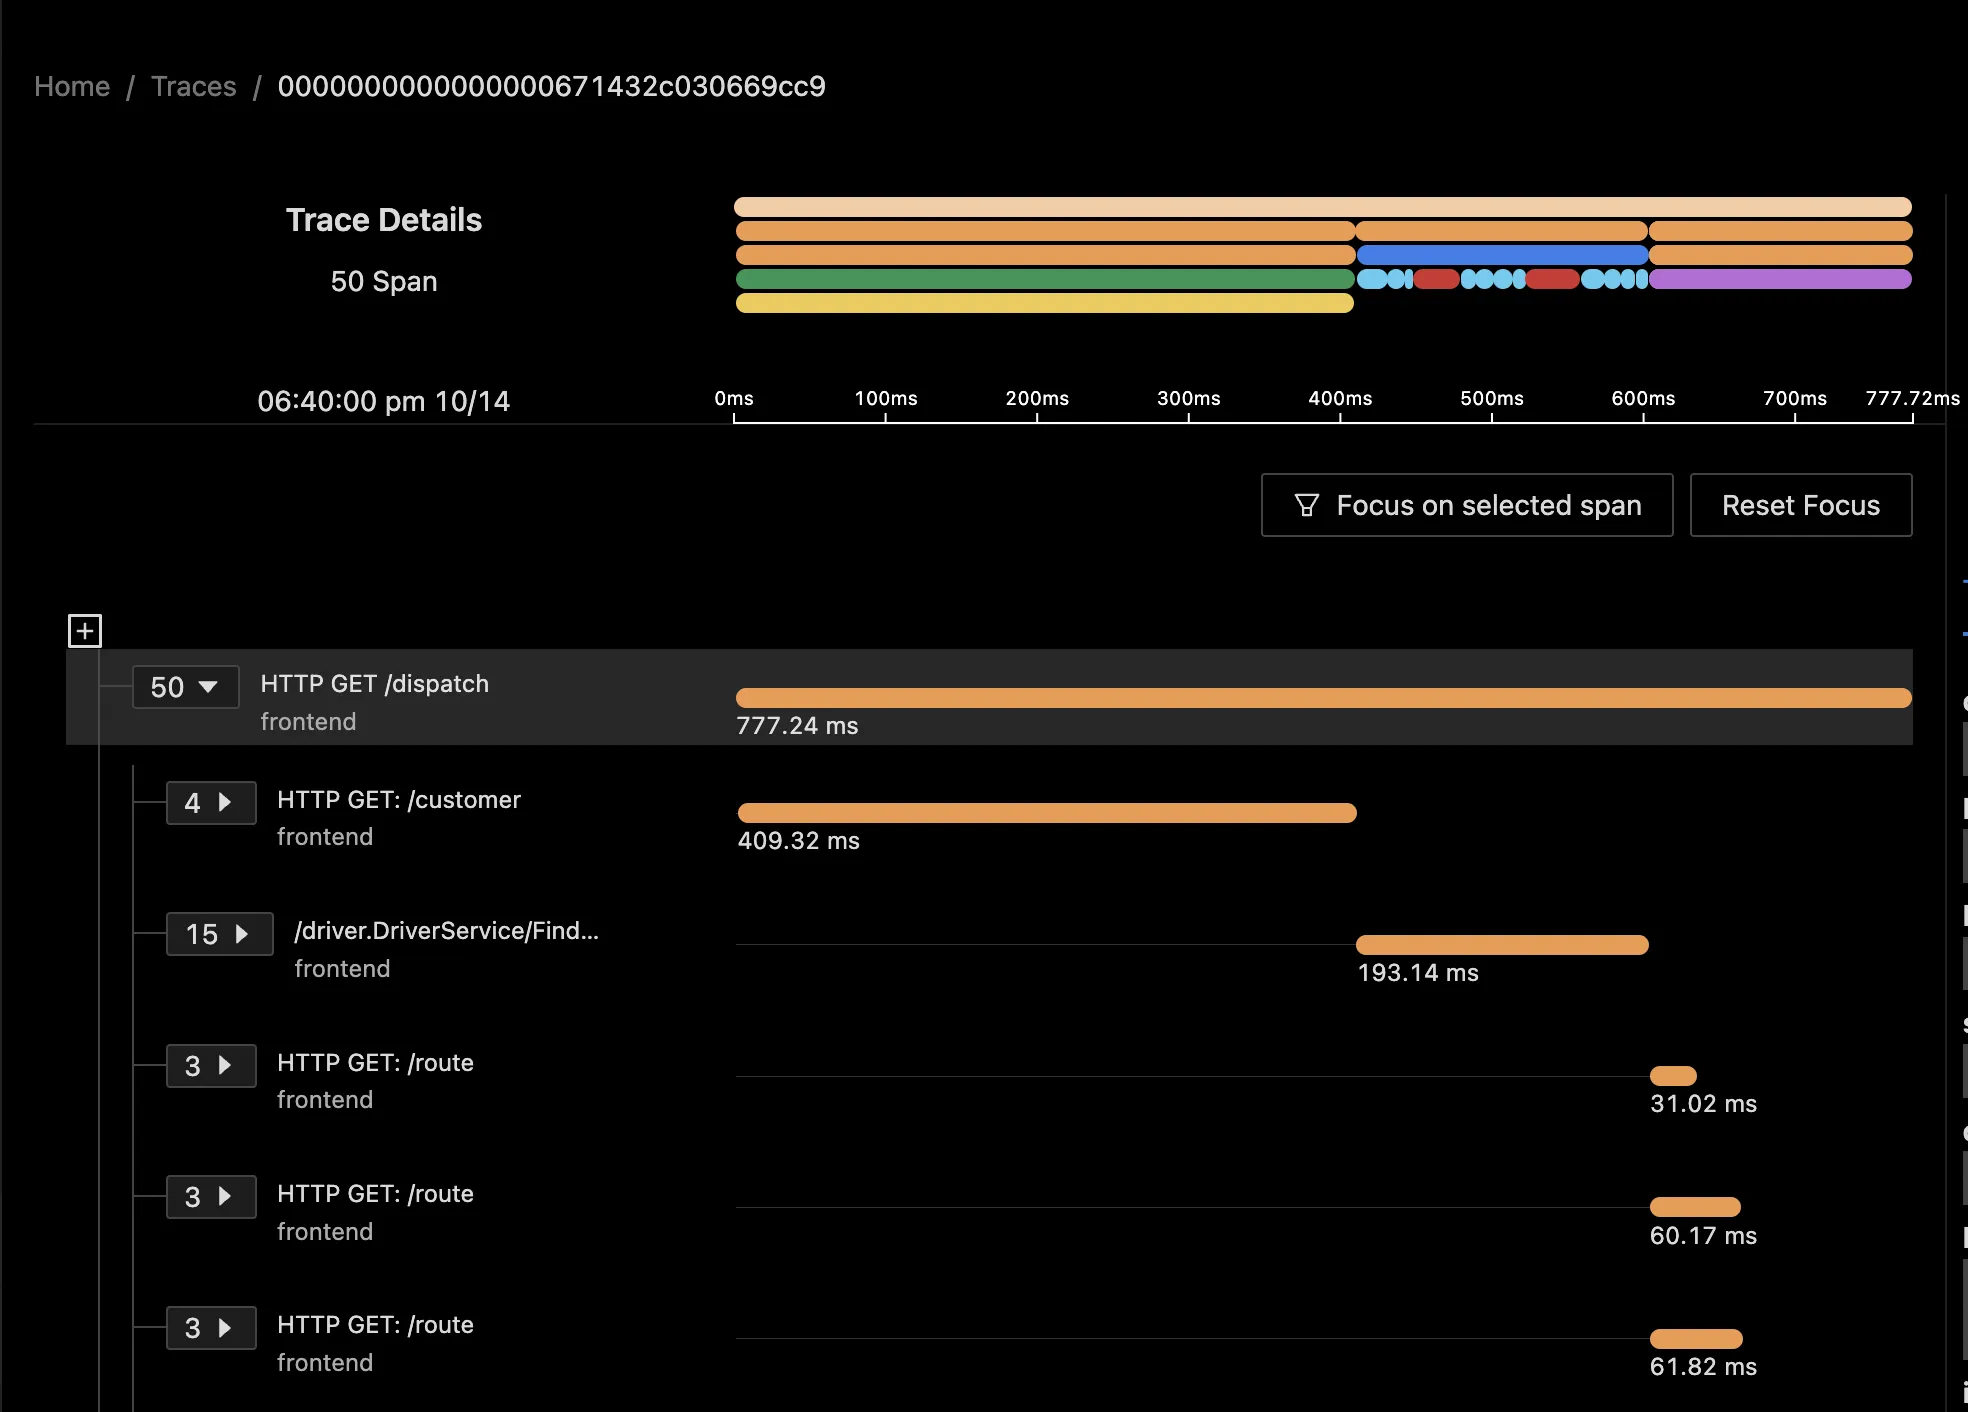 Home / Traces / 0000000000000000671432c030669cc9
Trace Details
50 Span
06:40:00 pm 10/14
0ms 100ms 200ms 300ms 400ms 500ms 600ms 700ms 777.72ms
Focus on selected span
Reset Focus
50 HTTP GET /dispatch
frontend
777.24 ms
4 HTTP GET: /customer
frontend
409.32 ms
15 /driver.DriverService/Find...
frontend
193.14 ms
3 HTTP GET: /route
frontend
31.02 ms
3 HTTP GET: /route
frontend
60.17 ms
3 HTTP GET: /route
frontend
61.82 ms